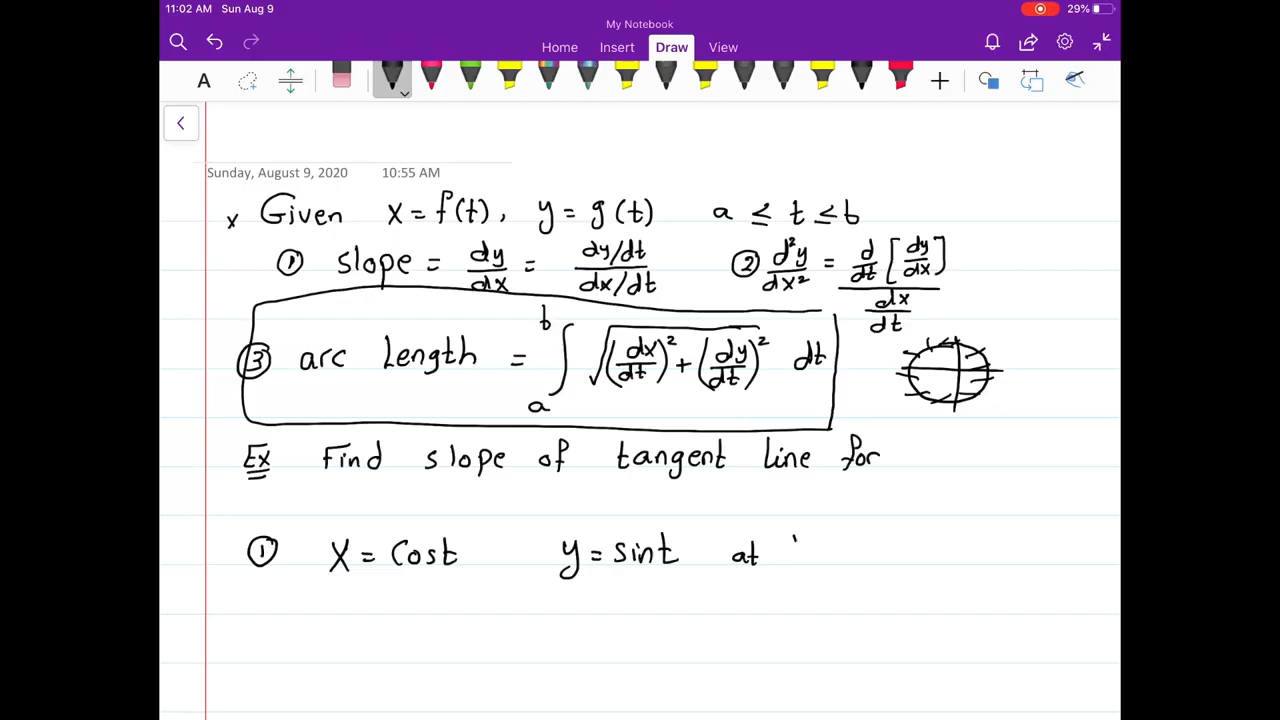 11:02 AM Sun Aug 9 29%
My Notebook
Home Insert Draw View
A
Sunday, August 9, 2020 10:55 AM
x Given x = f(t), y = g(t) a ≤ t ≤ b
① slope = dy/dx = (dy/dt)/(dx/dt) ② d²y/dx² = (d/dt [dy/dx])/(dx/dt)
③ arc Length = ∫_a^b √((dx/dt)² + (dy/dt)²) dt
Ex Find slope of tangent Line for
① X = Cost y = sint at